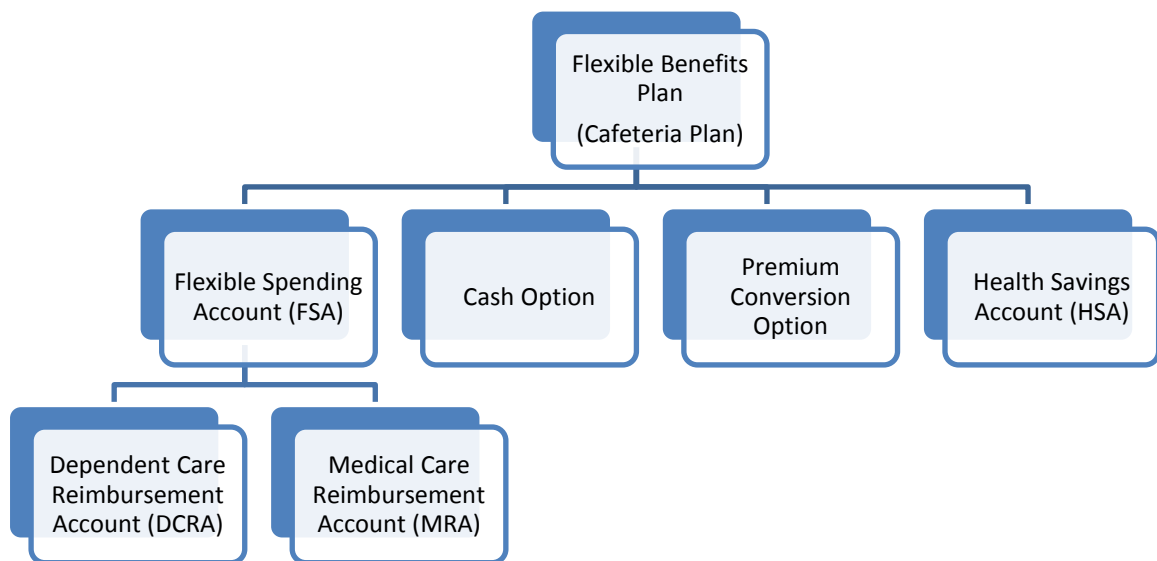 Flexible Benefits
Plan
(Cafeteria Plan)
Flexible Spending
Account (FSA)
Cash Option
Premium
Conversion
Option
Health Savings
Account (HSA)
Dependent Care
Reimbursement
Account (DCRA)
Medical Care
Reimbursement
Account (MRA)